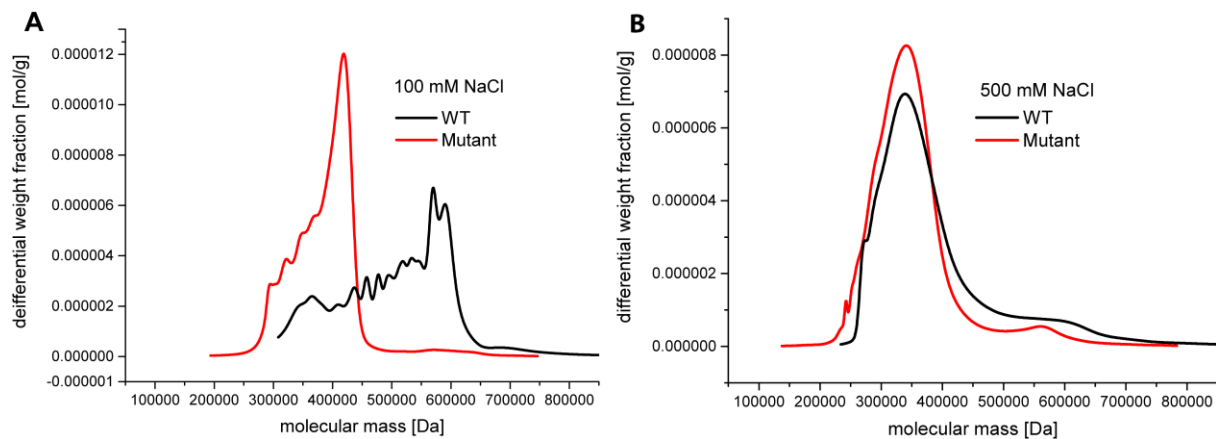 A
differential weight fraction [mol/g]
0.000012
0.000010
0.000008
0.000006
0.000004
0.000002
0.000000
-0.000001
100 mM NaCl
WT
Mutant
100000 200000 300000 400000 500000 600000 700000 800000
molecular mass [Da]
B
differential weight fraction [mol/g]
0.000008
0.000006
0.000004
0.000002
0.000000
500 mM NaCl
WT
Mutant
100000 200000 300000 400000 500000 600000 700000 800000
molecular mass [Da]